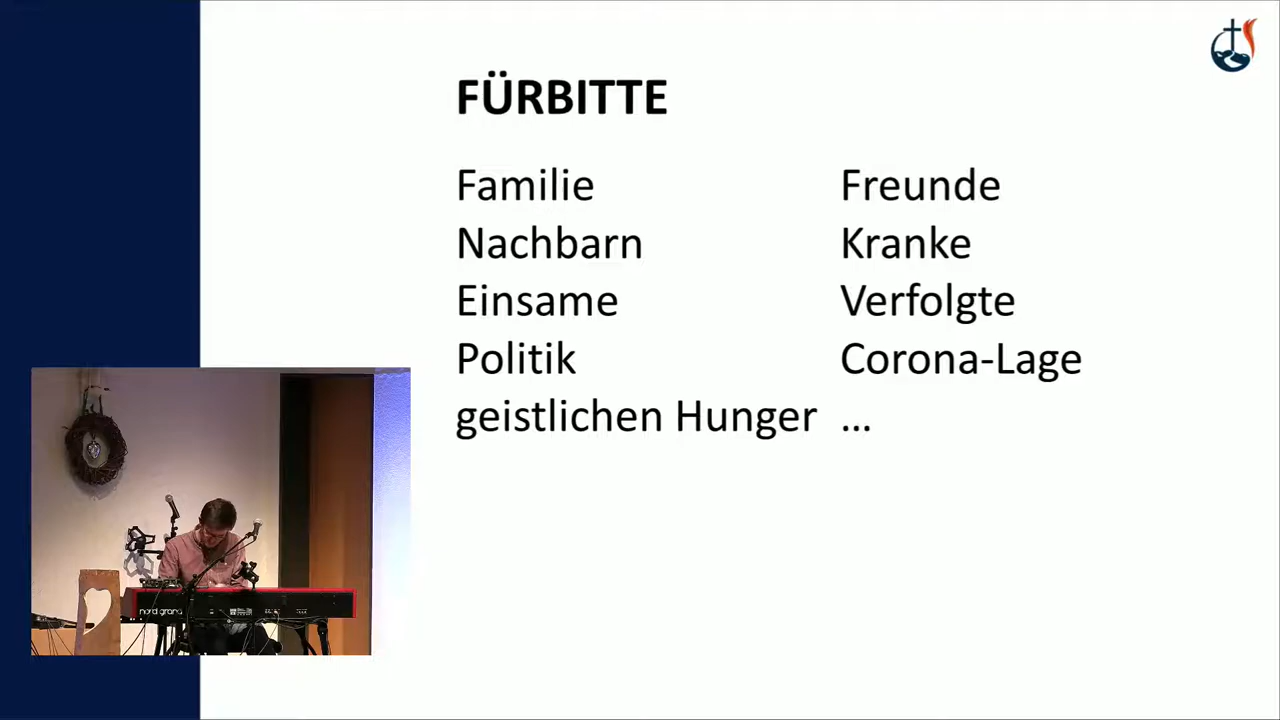 FÜRBITTE
Familie Freunde
Nachbarn Kranke
Einsame Verfolgte
Politik Corona-Lage
geistlichen Hunger ...
nord grand